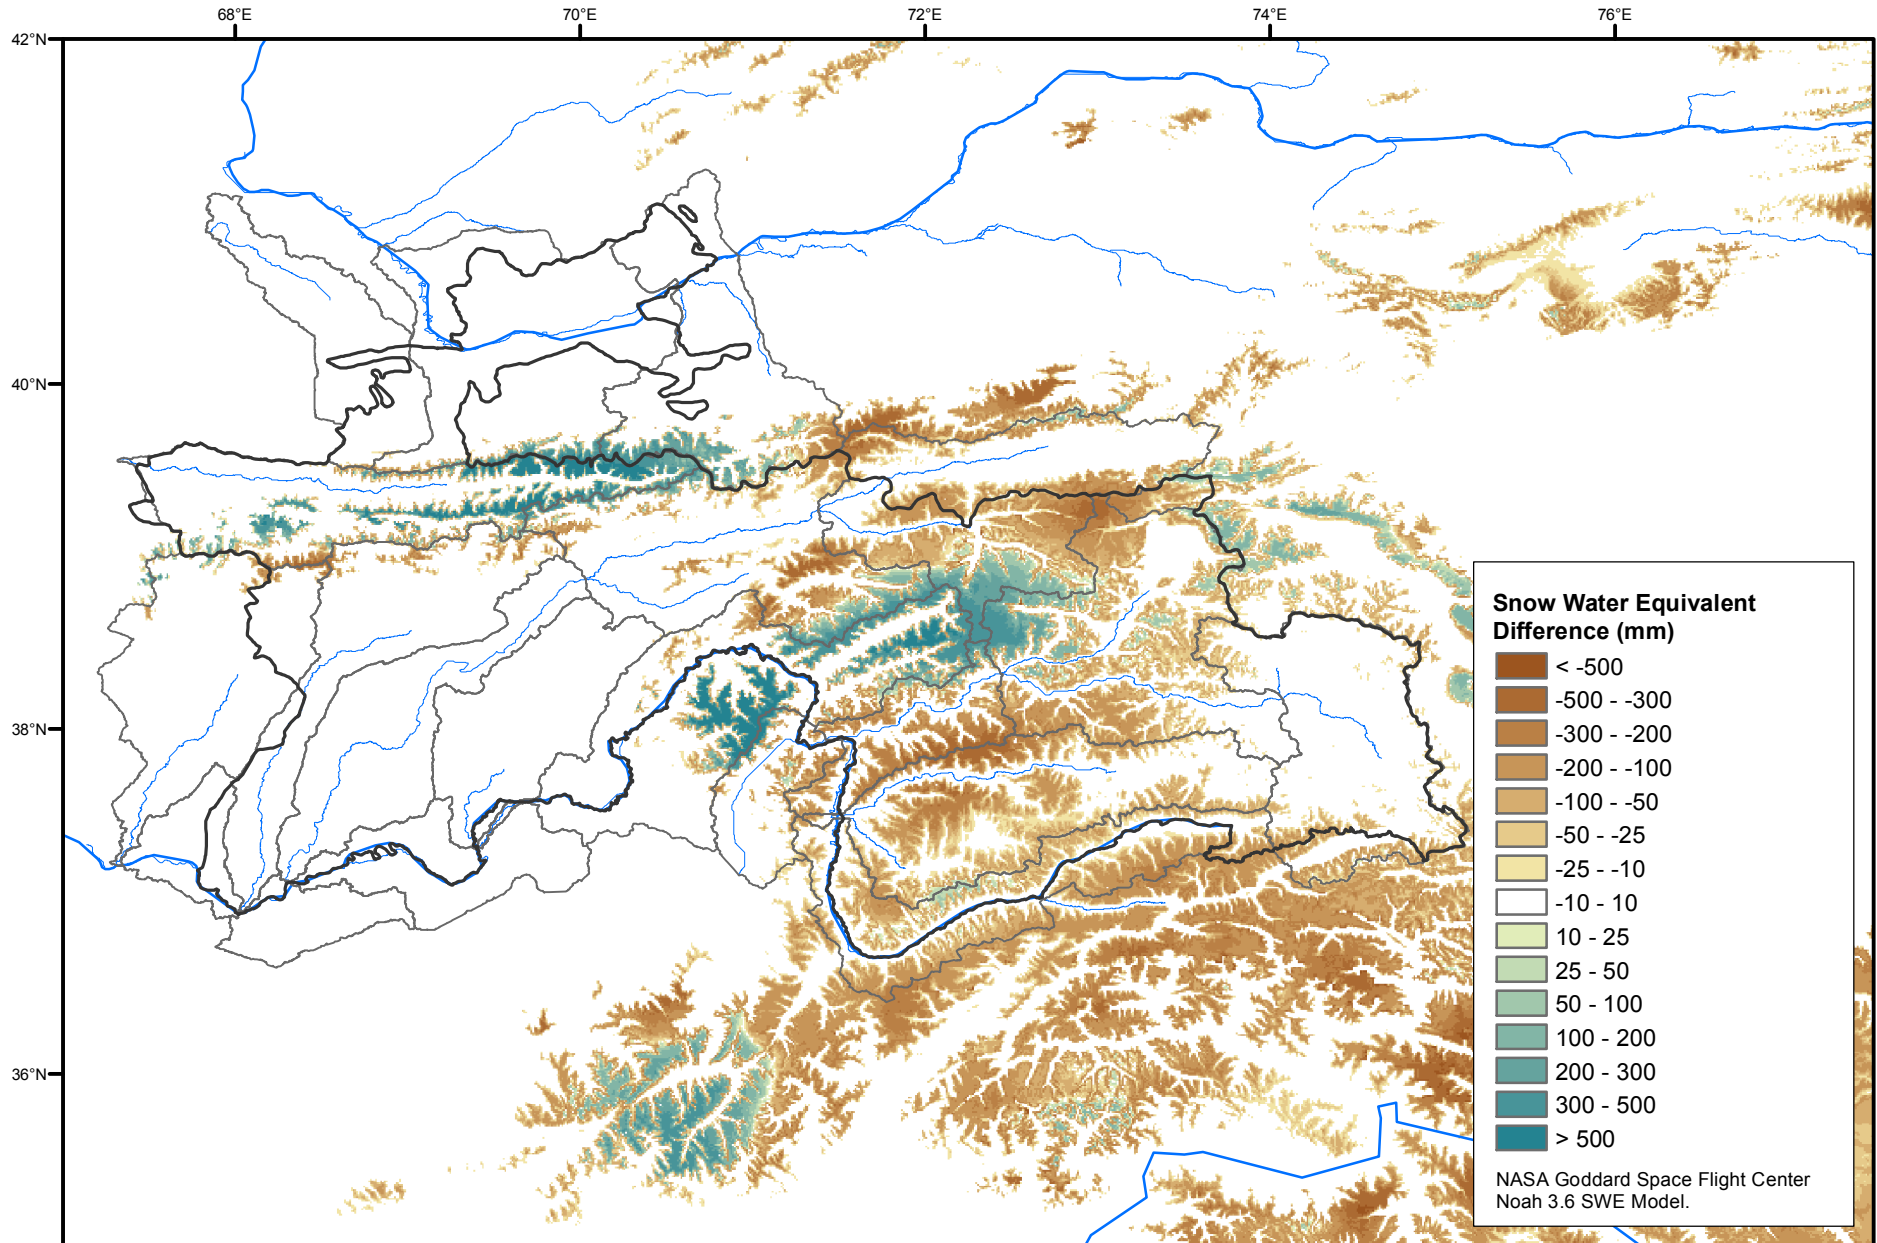 68°E 70°E 72°E 74°E 76°E
42°N
40°N
38°N
36°N
Snow Water Equivalent
Difference (mm)
< -500
-500 - -300
-300 - -200
-200 - -100
-100 - -50
-50 - -25
-25 - -10
-10 - 10
10 - 25
25 - 50
50 - 100
100 - 200
200 - 300
300 - 500
> 500
NASA Goddard Space Flight Center
Noah 3.6 SWE Model.